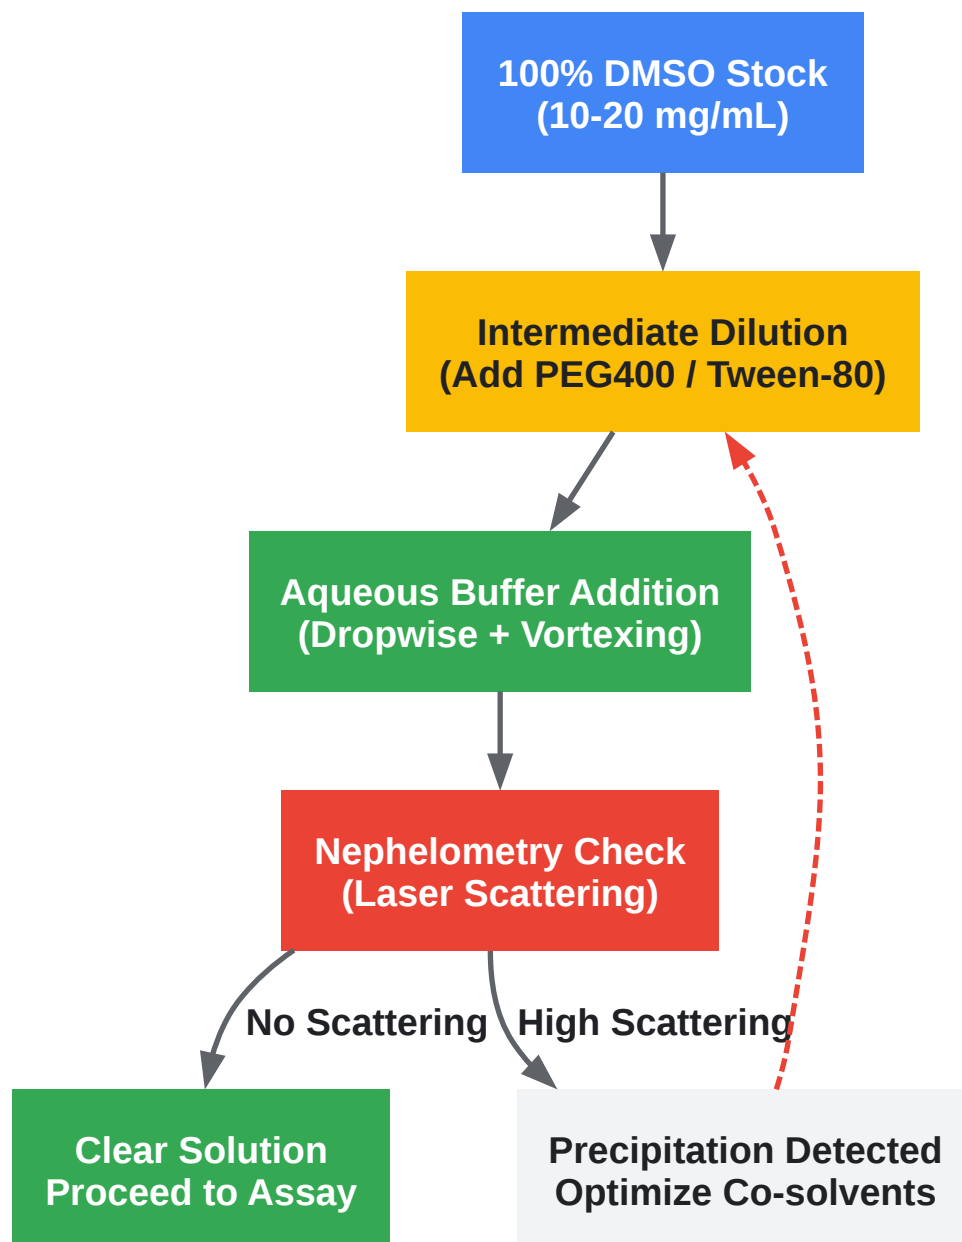 100% DMSO Stock
(10-20 mg/mL)
Intermediate Dilution
(Add PEG400 / Tween-80)
Aqueous Buffer Addition
(Dropwise + Vortexing)
Nephelometry Check
(Laser Scattering)
No Scattering
High Scattering
Clear Solution
Proceed to Assay
Precipitation Detected
Optimize Co-solvents